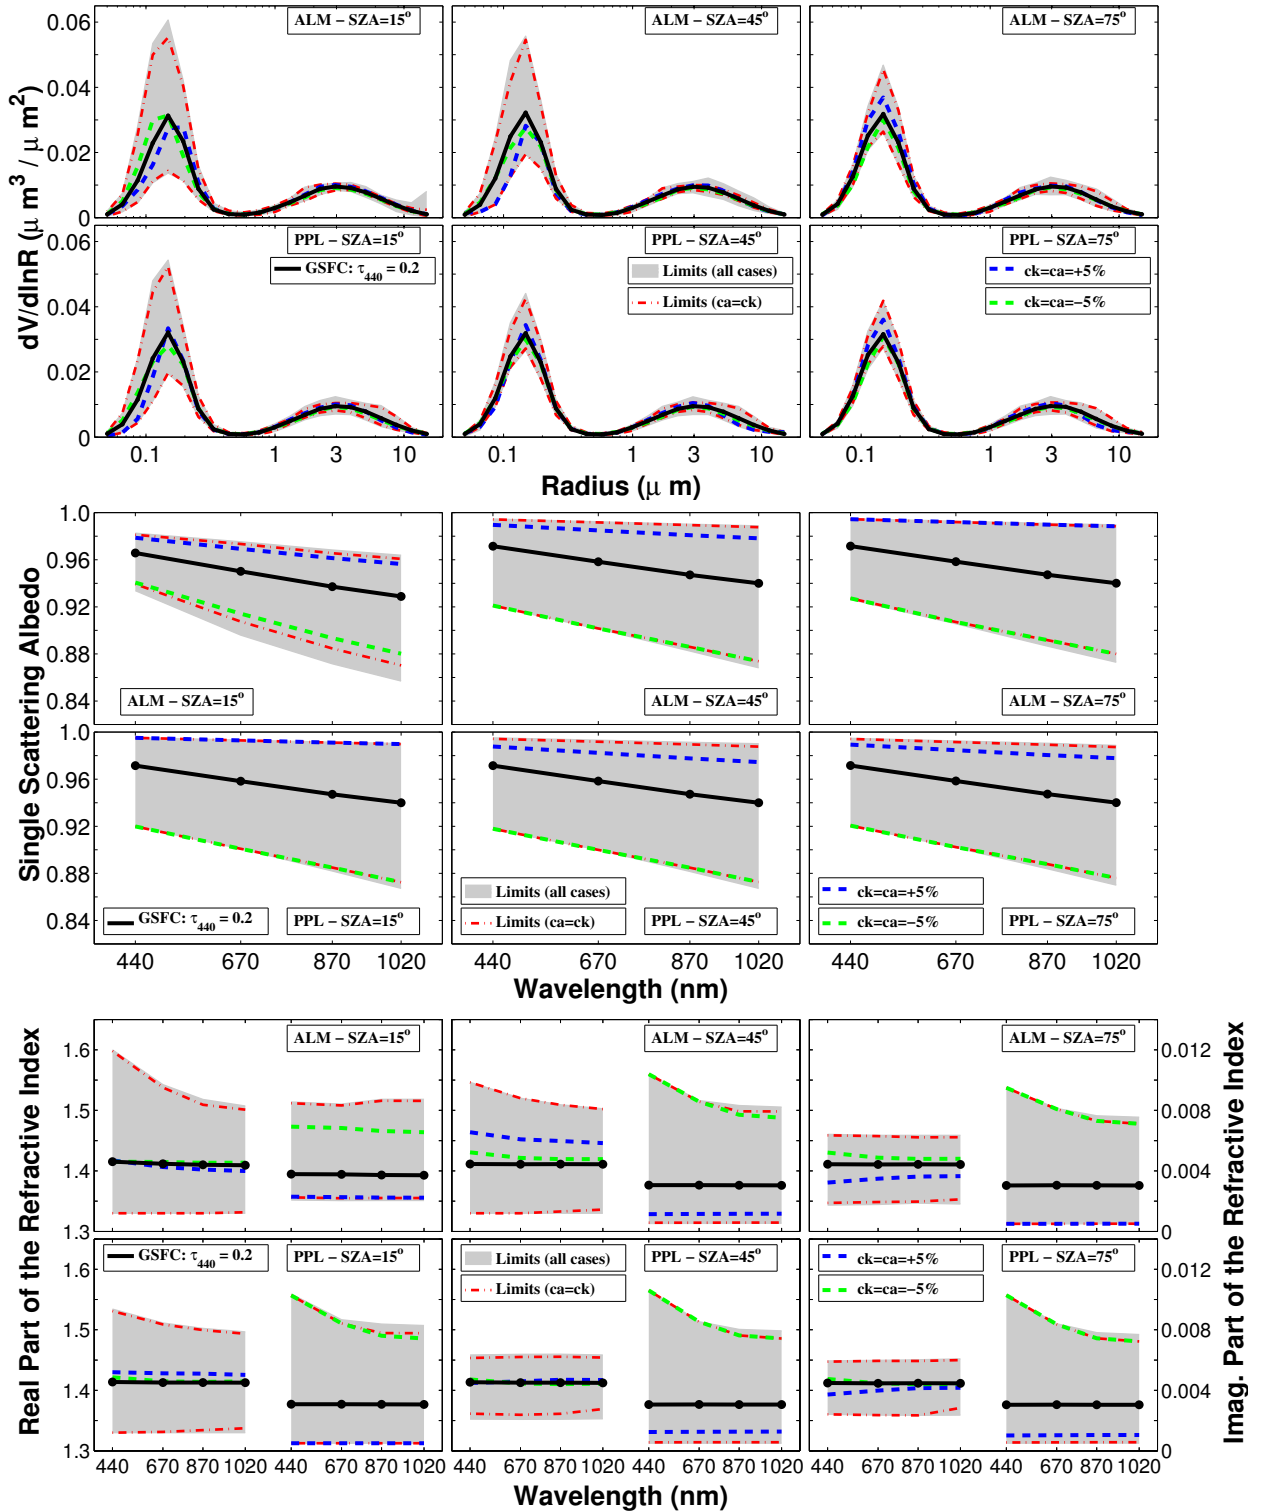 ALM − SZA=15°
ALM − SZA=45°
ALM − SZA=75°
0.06
0.04
0.02
0
dV/dlnR (μ m³ / μ m²)
PPL − SZA=15°
GSFC: τ440 = 0.2
PPL − SZA=45°
Limits (all cases)
Limits (ca=ck)
PPL − SZA=75°
ck=ca=+5%
ck=ca=−5%
0.06
0.04
0.02
0
0.1 1 3 10
0.1 1 3 10
0.1 1 3 10
Radius (μ m)
1.0
0.96
0.92
0.88
0.84
Single Scattering Albedo
ALM − SZA=15°
ALM − SZA=45°
ALM − SZA=75°
1.0
0.96
0.92
0.88
0.84
GSFC: τ440 = 0.2
PPL − SZA=15°
Limits (all cases)
Limits (ca=ck)
PPL − SZA=45°
ck=ca=+5%
ck=ca=−5%
PPL − SZA=75°
440 670 870 1020
440 670 870 1020
440 670 870 1020
Wavelength (nm)
ALM − SZA=15°
ALM − SZA=45°
ALM − SZA=75°
1.6
1.5
1.4
1.3
0.012
0.008
0.004
0
Real Part of the Refractive Index
Imag. Part of the Refractive Index
GSFC: τ440 = 0.2
PPL − SZA=15°
Limits (all cases)
Limits (ca=ck)
PPL − SZA=45°
ck=ca=+5%
ck=ca=−5%
PPL − SZA=75°
1.6
1.5
1.4
1.3
0.012
0.008
0.004
0
440 670 870 1020 440 670 870 1020
440 670 870 1020 440 670 870 1020
440 670 870 1020 440 670 870 1020
Wavelength (nm)